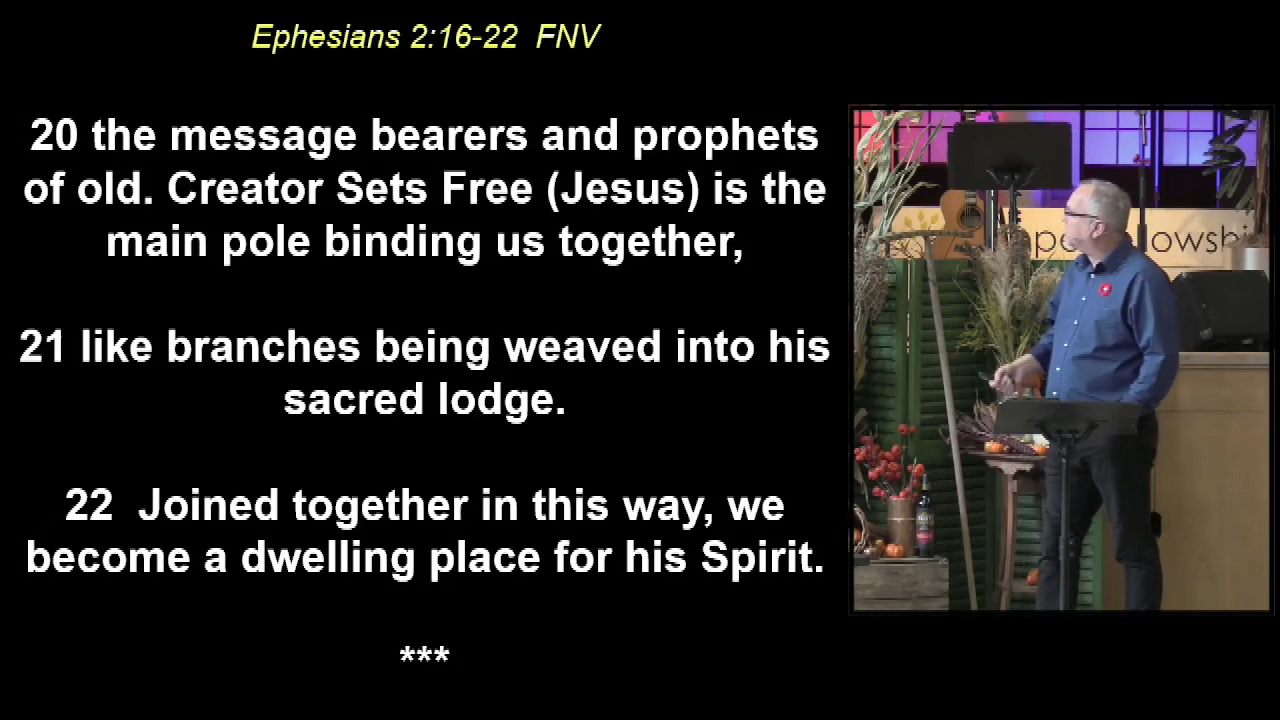 Ephesians 2:16-22 FNV
20 the message bearers and prophets
of old. Creator Sets Free (Jesus) is the
main pole binding us together,
21 like branches being weaved into his
sacred lodge.
22 Joined together in this way, we
become a dwelling place for his Spirit.
***